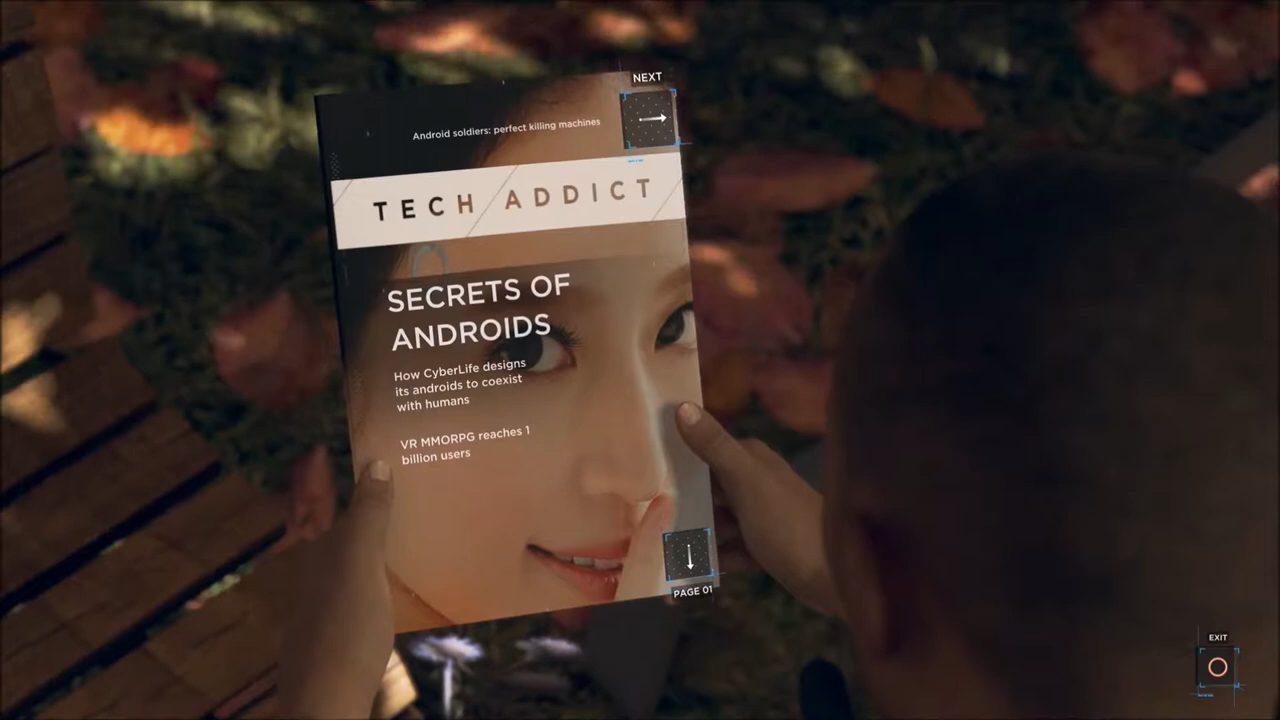 NEXT
Android soldiers: perfect killing machines
TECH ADDICT
SECRETS OF
ANDROIDS
How CyberLife designs
its androids to coexist
with humans
VR MMORPG reaches 1
billion users
PAGE 01
EXIT